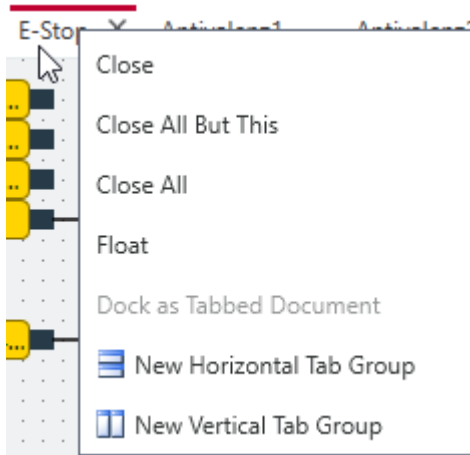 E-Stop
Close
Close All But This
Close All
Float
Dock as Tabbed Document
New Horizontal Tab Group
New Vertical Tab Group